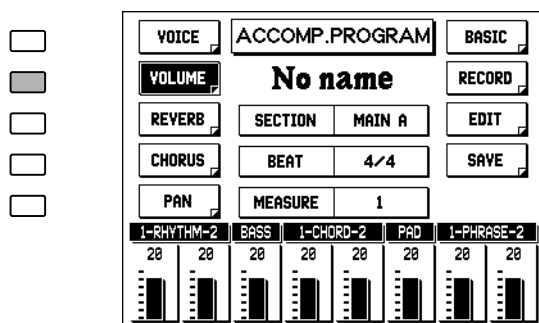 VOICE ACCOMP.PROGRAM BASIC
VOLUME No name RECORD
REVERB SECTION MAIN A EDIT
CHORUS BEAT 4/4 SAVE
PAN MEASURE 1
1-RHYTHM-2 BASS 1-CHORD-2 PAD 1-PHRASE-2
20 20 20 20 20 20 20 20